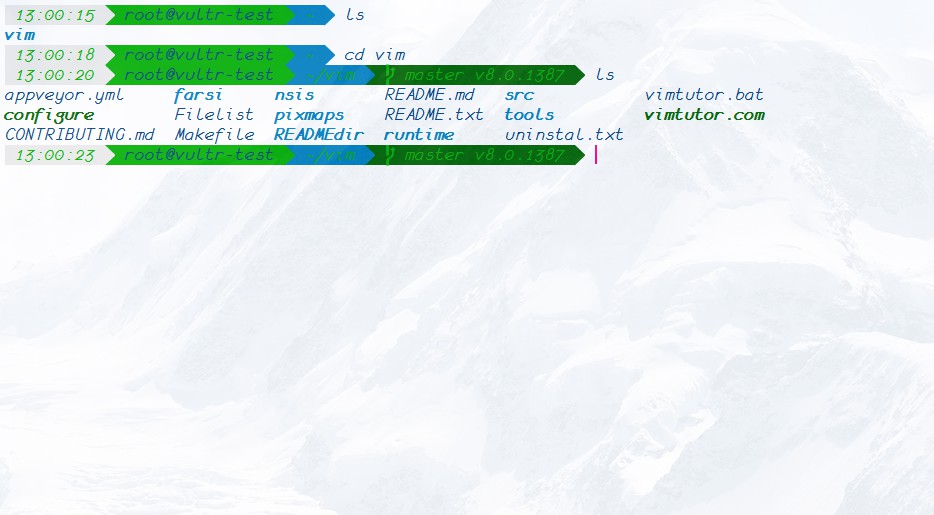 13:00:15 root@vultr-test ~ ls
vim
13:00:18 root@vultr-test ~ cd vim
13:00:20 root@vultr-test ~/vim master v8.0.1387 ls
appveyor.yml farsi nsis README.md src vimtutor.bat
configure Filelist pixmaps README.txt tools vimtutor.com
CONTRIBUTING.md Makefile READMEdir runtime uninstal.txt
13:00:23 root@vultr-test ~/vim master v8.0.1387